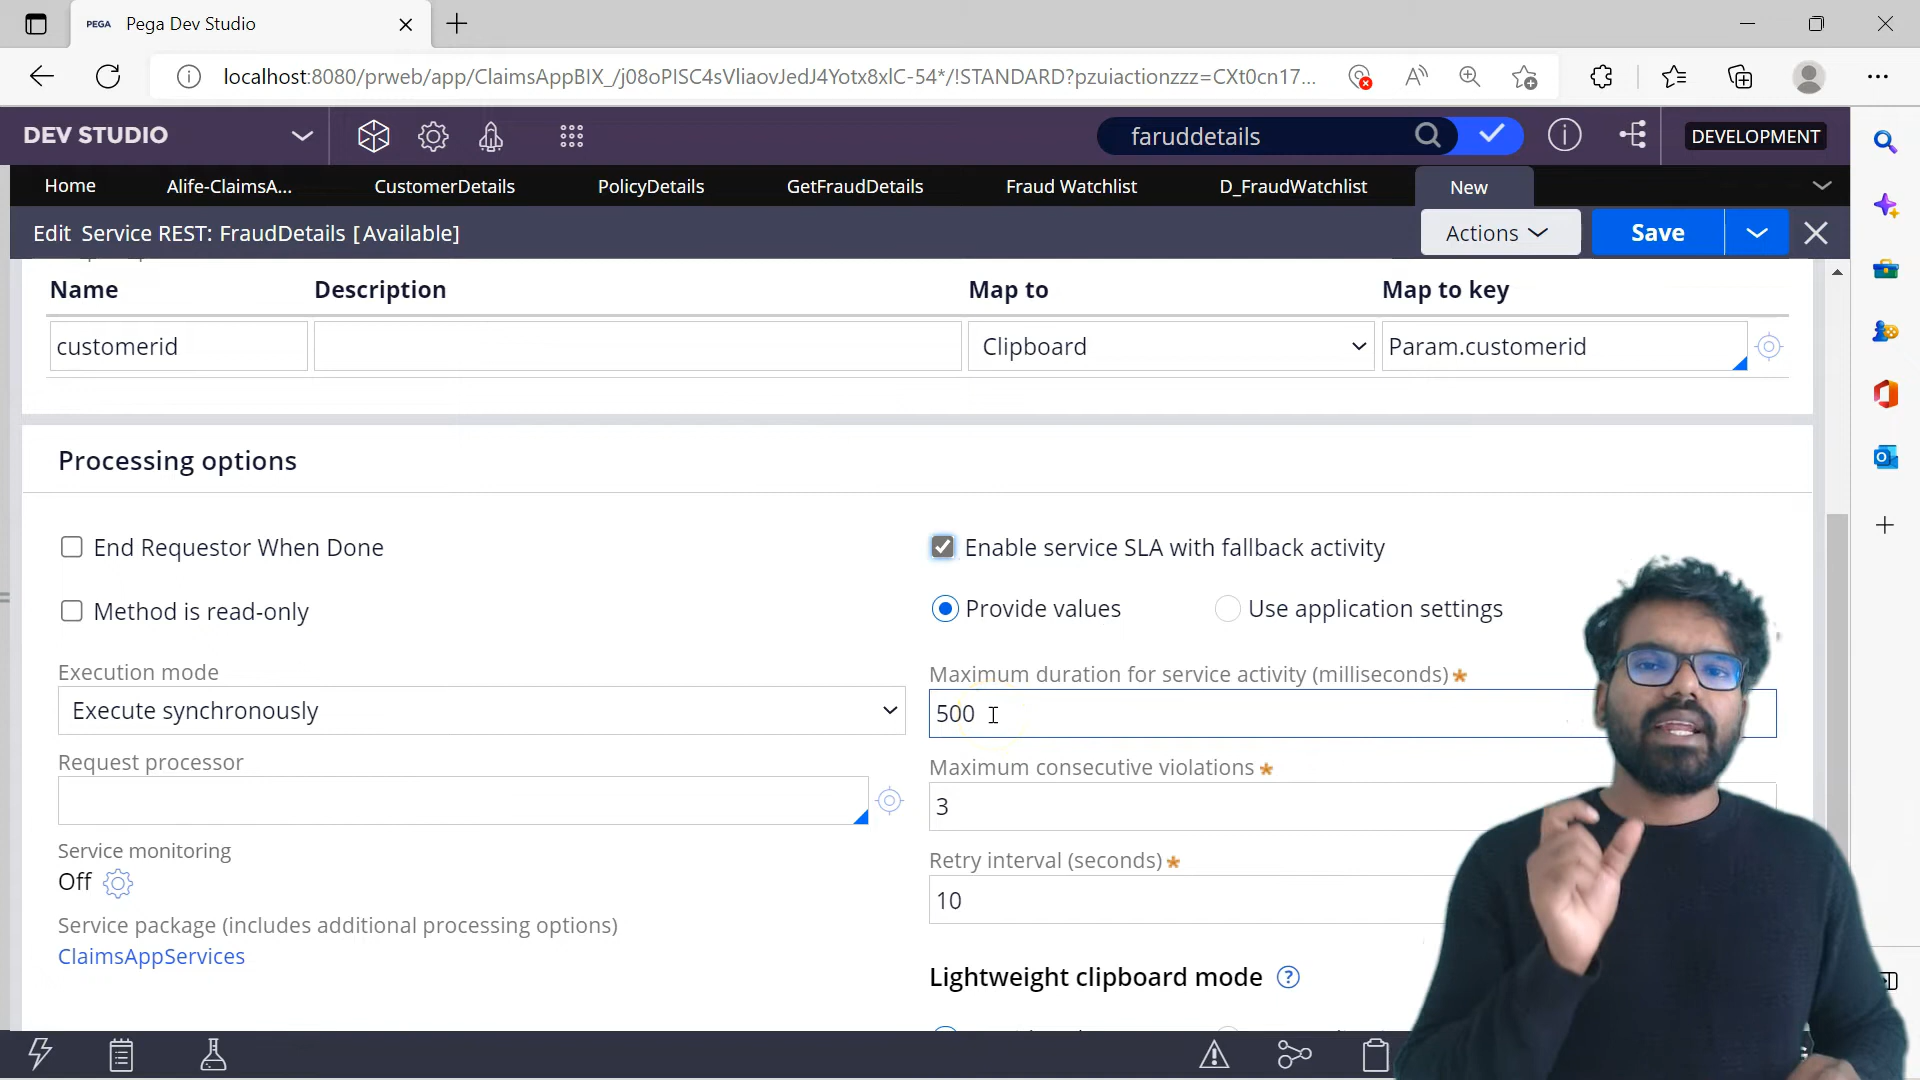 PEGA Pega Dev Studio
localhost:8080/prweb/app/ClaimsAppBIX_/j08oPISC4sVliaovJedJ4Yotx8xlC-54*/!STANDARD?pzuiactionzzz=CXt0cn17...
DEV STUDIO
faruddetails
DEVELOPMENT
Home Alife-ClaimsA... CustomerDetails PolicyDetails GetFraudDetails Fraud Watchlist D_FraudWatchlist New
Edit Service REST: FraudDetails [Available] Actions Save
Name Description Map to Map to key
customerid Clipboard Param.customerid
Processing options
End Requestor When Done
Method is read-only
Execution mode
Execute synchronously
Request processor
Service monitoring
Off
Service package (includes additional processing options)
ClaimsAppServices
Enable service SLA with fallback activity
Provide values Use application settings
Maximum duration for service activity (milliseconds)*
500
Maximum consecutive violations*
3
Retry interval (seconds)*
10
Lightweight clipboard mode ?